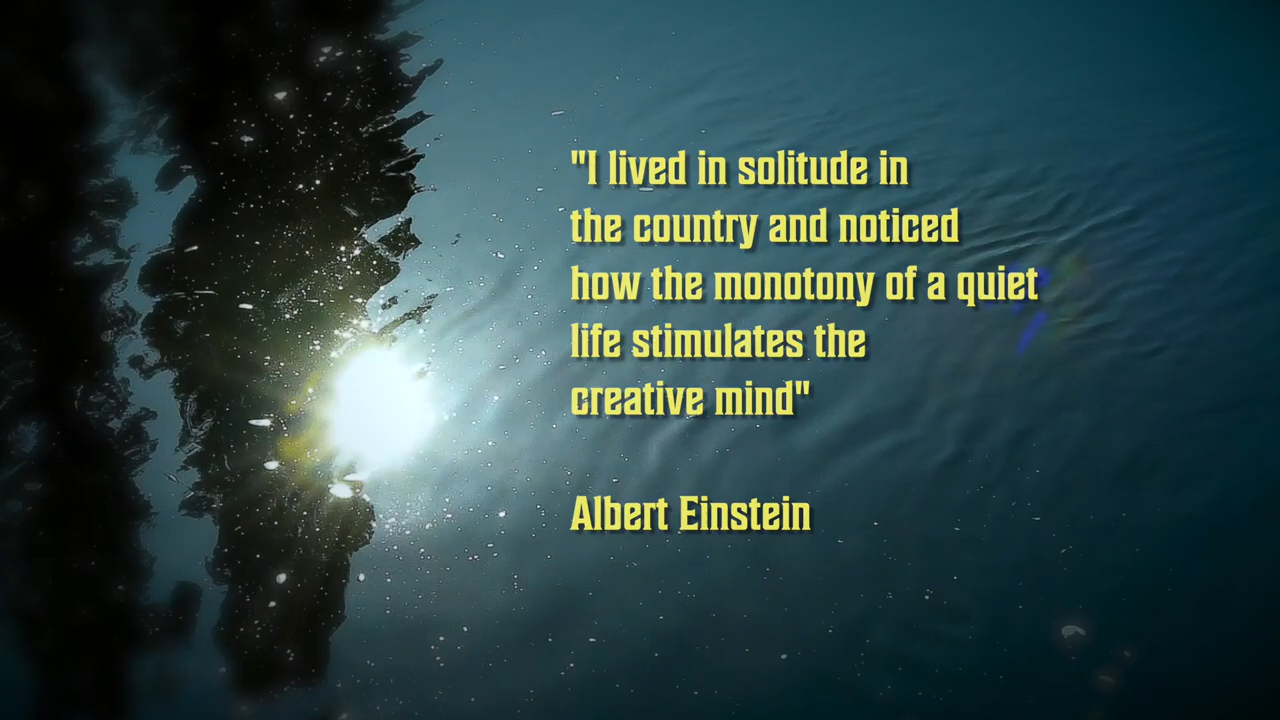 "I lived in solitude in
the country and noticed
how the monotony of a quiet
life stimulates the
creative mind"
Albert Einstein